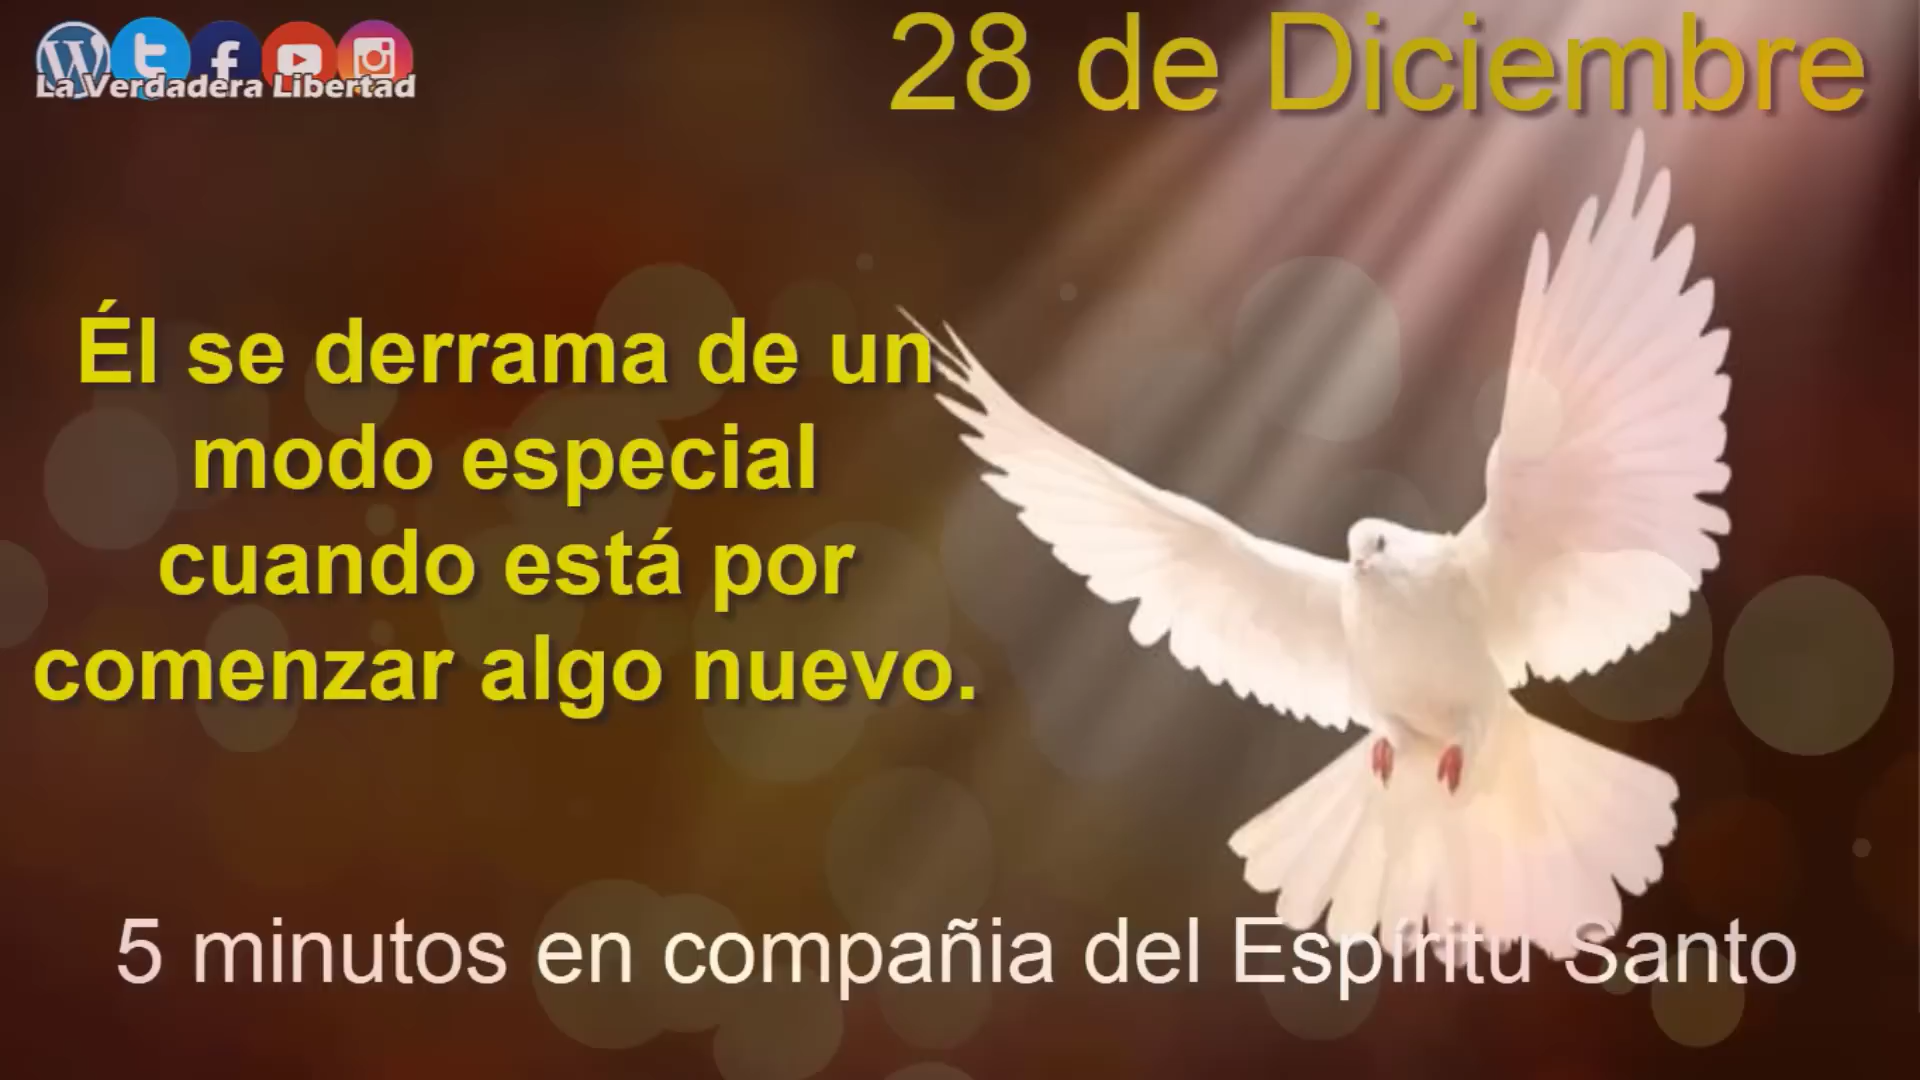 La Verdadera Libertad
28 de Diciembre
Él se derrama de un
modo especial
cuando está por
comenzar algo nuevo.
5 minutos en compañia del Espíritu Santo